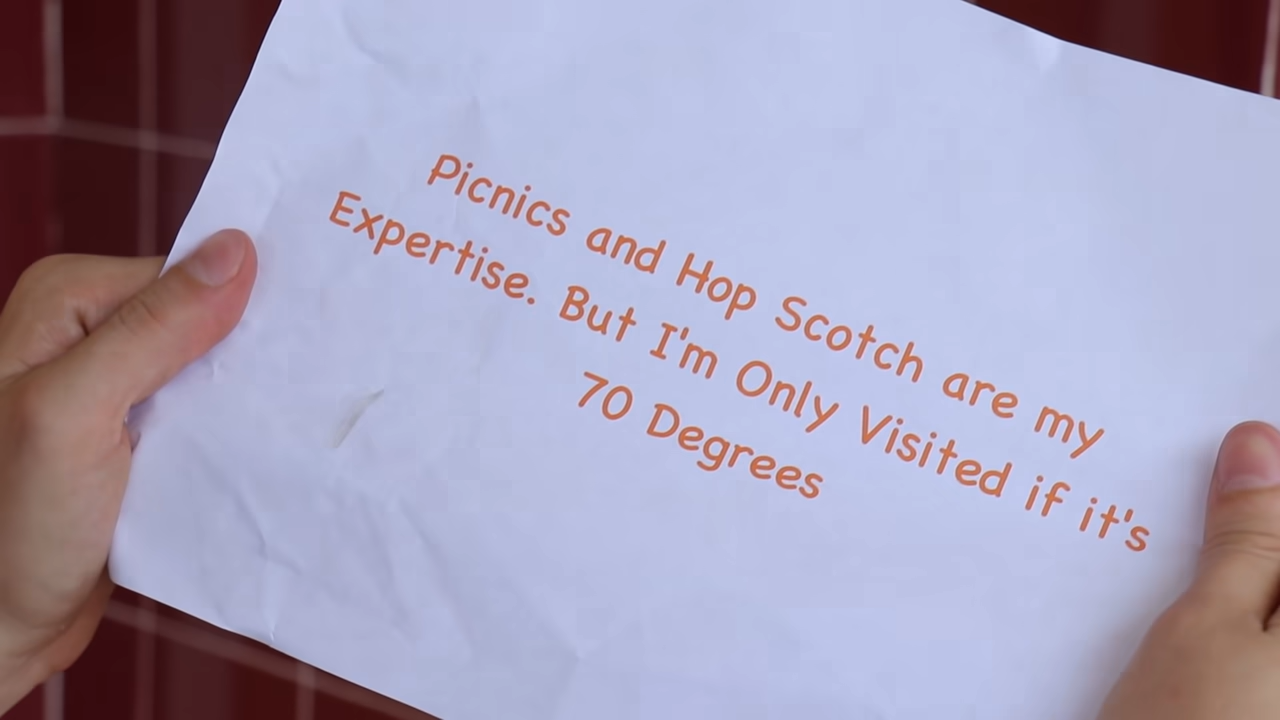 Picnics and Hop Scotch are my
Expertise. But I'm Only Visited if it's
70 Degrees